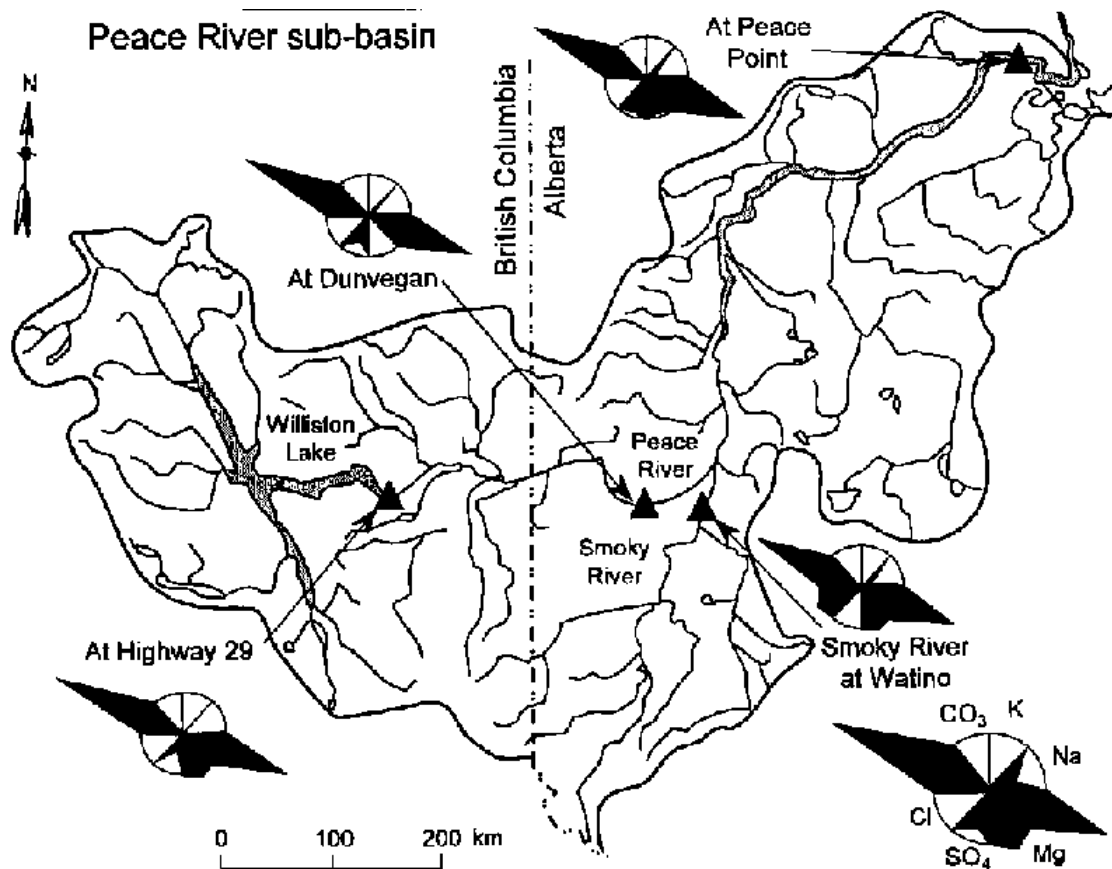 Peace River sub-basin
At Peace
Point
N
British Columbia
Alberta
At Dunvegan
Williston
Lake
Peace
River
Smoky
River
At Highway 29
Smoky River
at Watino
CO3
K
Na
Cl
SO4
Mg
0 100 200 km